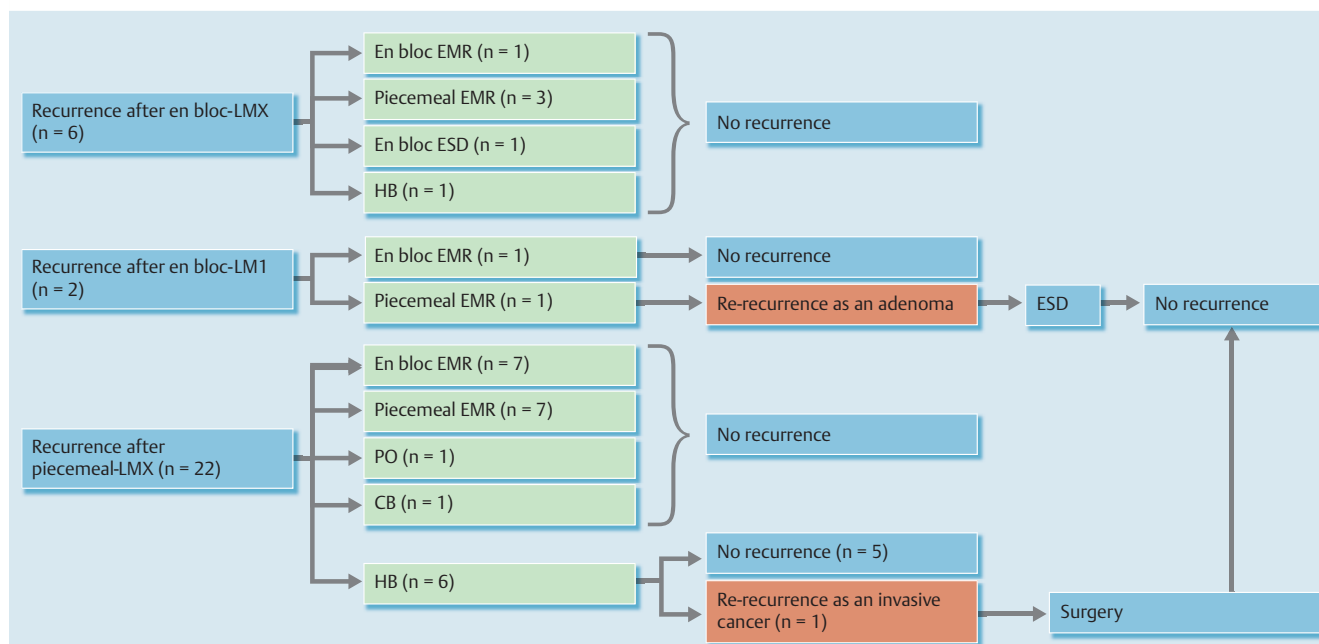 Recurrence after en bloc-LMX
(n = 6)
En bloc EMR (n = 1)
Piecemeal EMR (n = 3)
En bloc ESD (n = 1)
HB (n = 1)
No recurrence
Recurrence after en bloc-LM1
(n = 2)
En bloc EMR (n = 1)
No recurrence
Piecemeal EMR (n = 1)
Re-recurrence as an adenoma
ESD
No recurrence
Recurrence after
piecemeal-LMX (n = 22)
En bloc EMR (n = 7)
Piecemeal EMR (n = 7)
PO (n = 1)
CB (n = 1)
No recurrence
HB (n = 6)
No recurrence (n = 5)
Re-recurrence as an invasive
cancer (n = 1)
Surgery